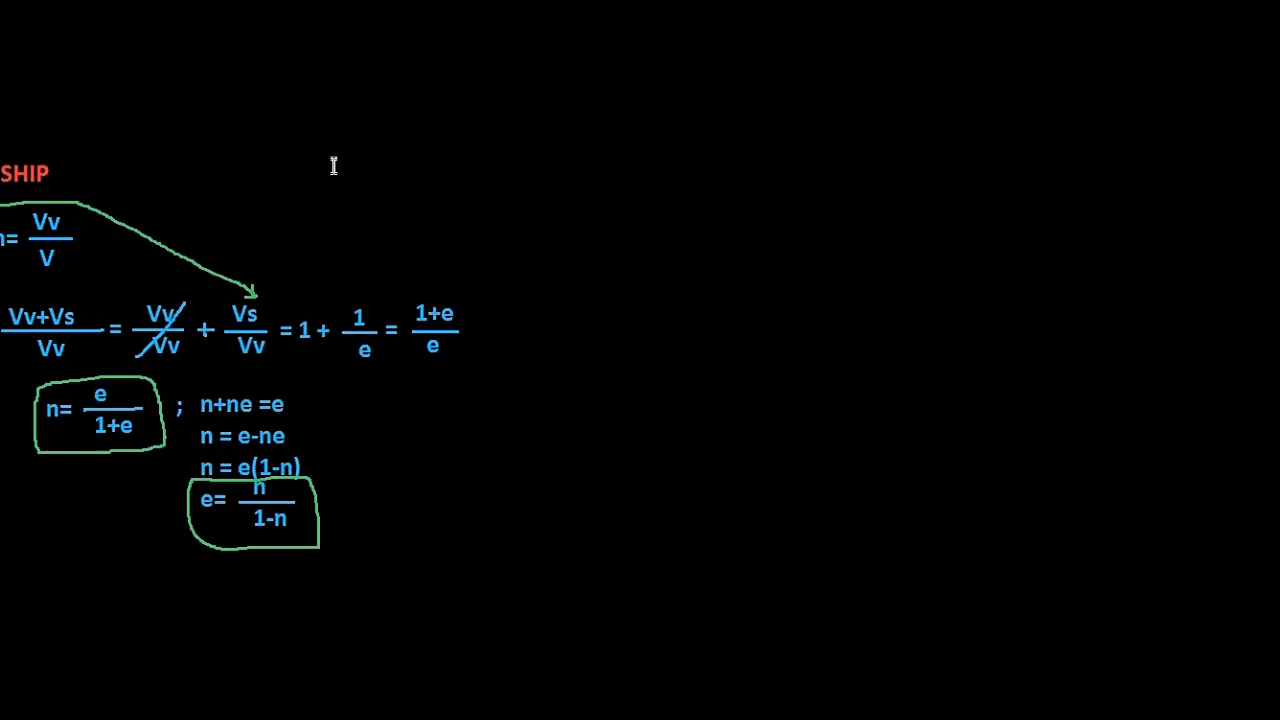 SHIP
n= Vv/V
Vv+Vs/Vv = Vv/Vv + Vs/Vv = 1 + 1/e = 1+e/e
n= e/1+e ; n+ne =e
n = e-ne
n = e(1-n)
e= n/1-n